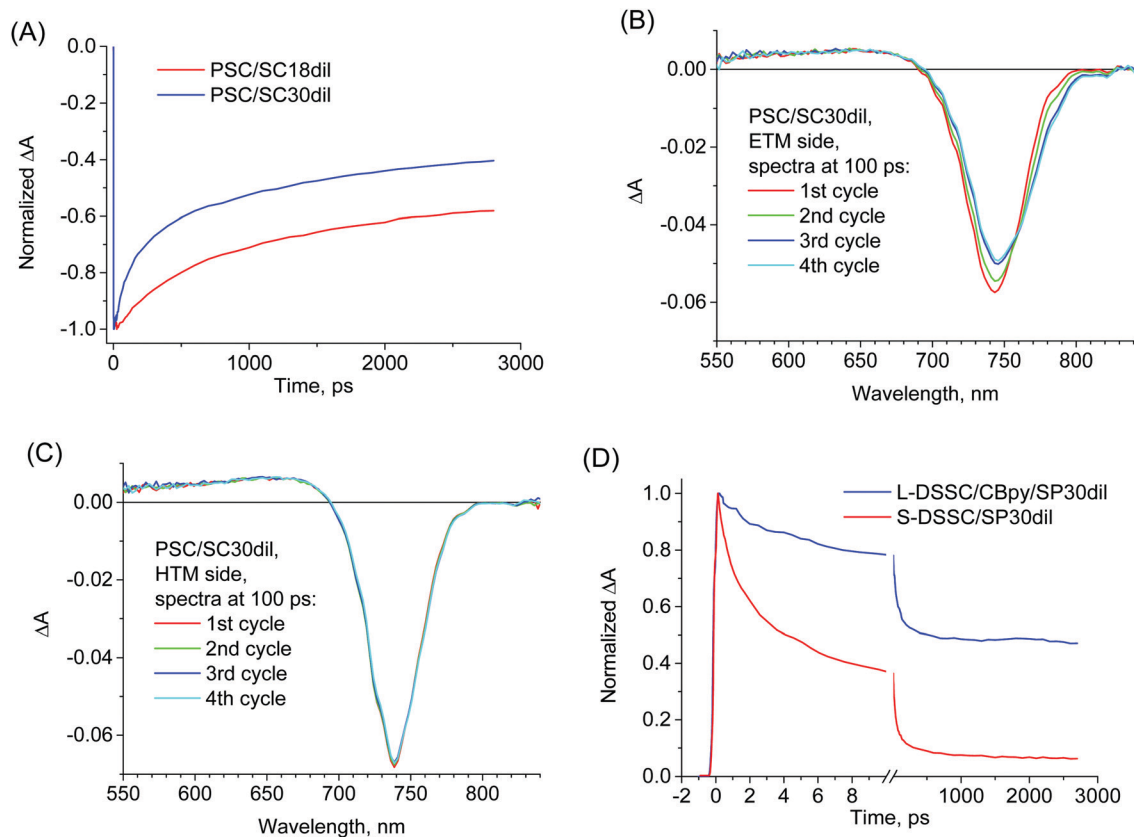 (A)
0.0
-0.2
-0.4
-0.6
-0.8
-1.0
Normalized ΔA
PSC/SC18dil
PSC/SC30dil
0
1000
2000
3000
Time, ps
(B)
0.00
-0.02
-0.04
-0.06
ΔA
PSC/SC30dil,
ETM side,
spectra at 100 ps:
1st cycle
2nd cycle
3rd cycle
4th cycle
550
600
650
700
750
800
Wavelength, nm
(C)
0.00
-0.02
-0.04
-0.06
ΔA
PSC/SC30dil,
HTM side,
spectra at 100 ps:
1st cycle
2nd cycle
3rd cycle
4th cycle
550
600
650
700
750
800
Wavelength, nm
(D)
1.0
0.8
0.6
0.4
0.2
0.0
Normalized ΔA
L-DSSC/CBpy/SP30dil
S-DSSC/SP30dil
-2
0
2
4
6
8
1000
2000
3000
Time, ps